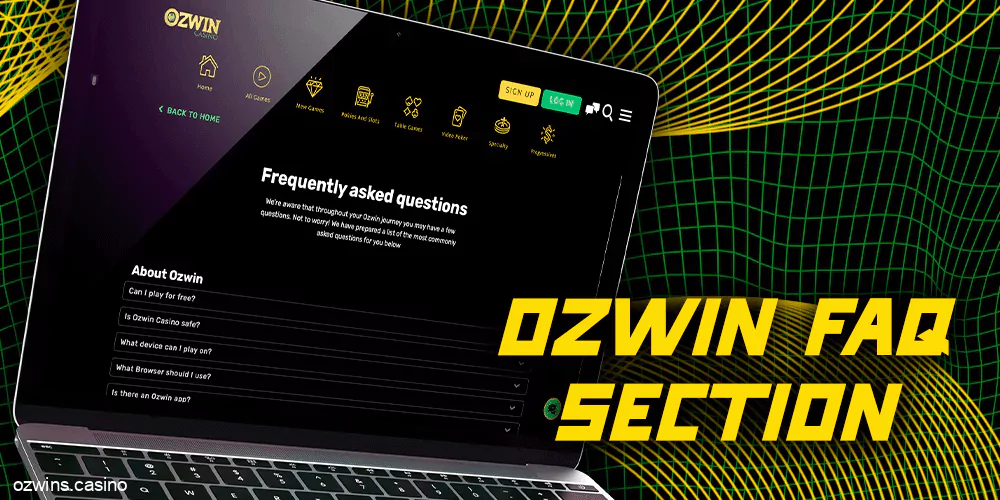 OZWIN
CASINO
Home
All Games
New Games
Pokies And Slots
Table Games
Video Poker
Specialty
Progressives
SIGN UP
LOG IN
BACK TO HOME
Frequently asked questions
We're aware that throughout your Ozwin journey you may have a few
questions. Not to worry! We have prepared a list of the most commonly
asked questions for you below
About Ozwin
Can I play for free?
Is Ozwin Casino safe?
What device can I play on?
What Browser should I use?
Is there an Ozwin app?
OZWIN FAQ
SECTION
ozwins.casino